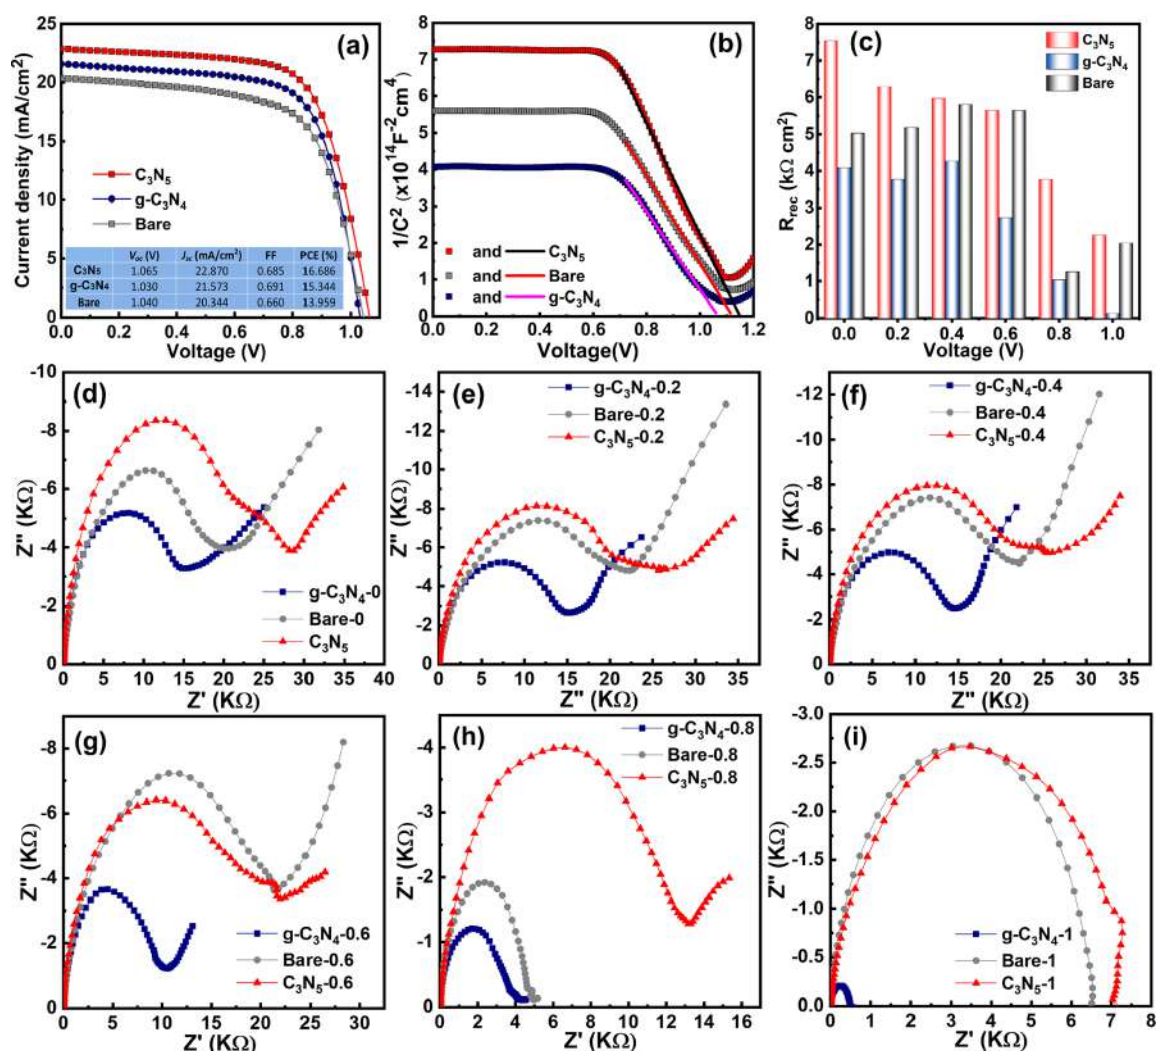 (a)
Current density (mA/cm²)
25
20
15
10
5
0
C₃N₅
g-C₃N₄
Bare
Voc (V) Jsc (mA/cm²) FF PCE (%)
C₃N₅ 1.065 22.870 0.685 16.686
g-C₃N₄ 1.030 21.573 0.691 15.344
Bare 1.040 20.344 0.660 13.959
0.0 0.2 0.4 0.6 0.8 1.0
Voltage (V)
(b)
1/C² (x10¹⁴F⁻²cm⁴)
9
8
7
6
5
4
3
2
1
0
and C₃N₅
and Bare
and g-C₃N₄
0.0 0.2 0.4 0.6 0.8 1.0 1.2
Voltage(V)
(c)
Rrec (kΩ cm²)
8
7
6
5
4
3
2
1
0
C₃N₅
g-C₃N₄
Bare
0.0 0.2 0.4 0.6 0.8 1.0
Voltage (V)
(d)
Z'' (KΩ)
-10
-8
-6
-4
-2
0
g-C₃N₄-0
Bare-0
C₃N₅
0 5 10 15 20 25 30 35 40
Z' (KΩ)
(e)
Z'' (KΩ)
-14
-12
-10
-8
-6
-4
-2
0
g-C₃N₄-0.2
Bare-0.2
C₃N₅-0.2
0 5 10 15 20 25 30 35
Z'' (KΩ)
(f)
Z'' (KΩ)
-12
-10
-8
-6
-4
-2
0
g-C₃N₄-0.4
Bare-0.4
C₃N₅-0.4
0 5 10 15 20 25 30 35
Z'' (KΩ)
(g)
Z'' (KΩ)
-8
-6
-4
-2
0
g-C₃N₄-0.6
Bare-0.6
C₃N₅-0.6
0 5 10 15 20 25 30
Z' (KΩ)
(h)
Z'' (KΩ)
-4
-3
-2
-1
0
g-C₃N₄-0.8
Bare-0.8
C₃N₅-0.8
0 2 4 6 8 10 12 14 16
Z' (KΩ)
(i)
Z'' (KΩ)
-3.0
-2.5
-2.0
-1.5
-1.0
-0.5
0.0
g-C₃N₄-1
Bare-1
C₃N₅-1
0 1 2 3 4 5 6 7 8
Z' (KΩ)